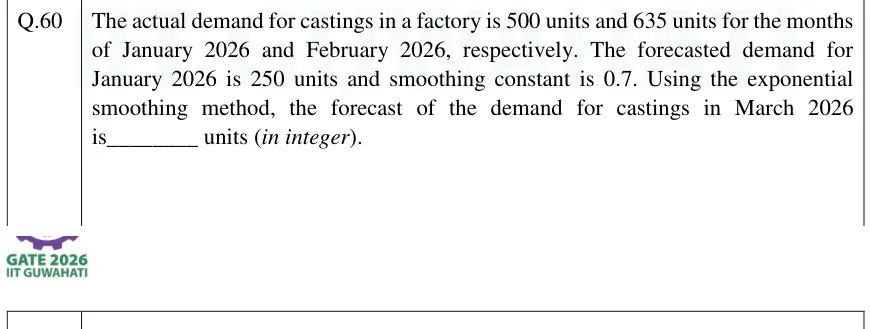 Q.60 The actual demand for castings in a factory is 500 units and 635 units for the months
of January 2026 and February 2026, respectively. The forecasted demand for
January 2026 is 250 units and smoothing constant is 0.7. Using the exponential
smoothing method, the forecast of the demand for castings in March 2026
is________ units (in integer).
GATE 2026
IIT GUWAHATI